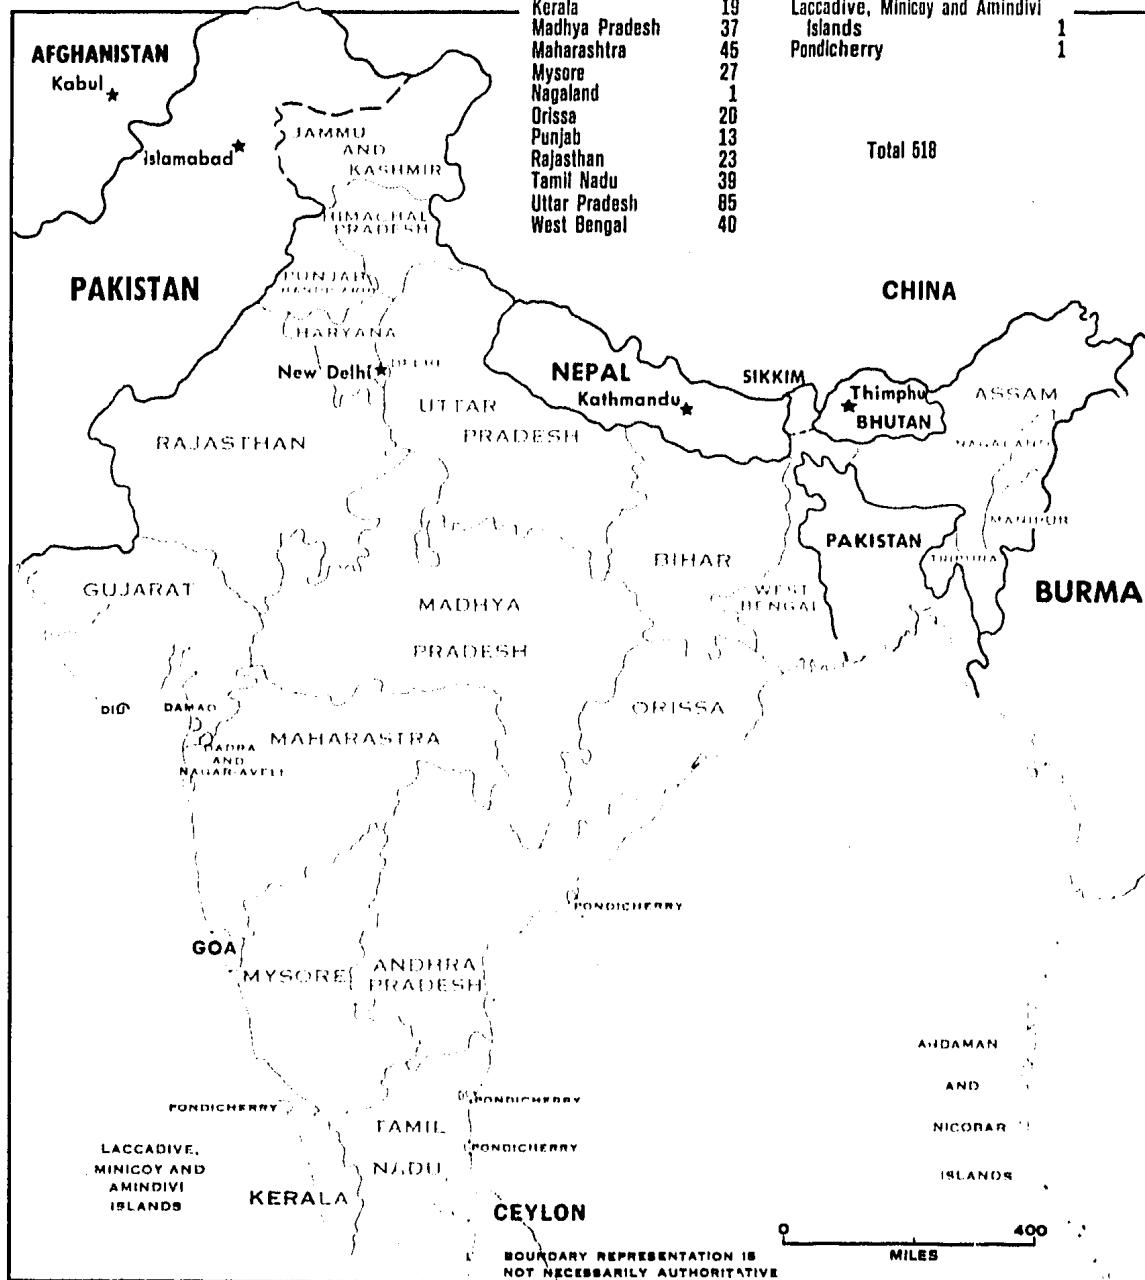 Kerala 19
Madhya Pradesh 37
Maharashtra 45
Mysore 27
Nagaland 1
Orissa 20
Punjab 13
Rajasthan 23
Tamil Nadu 39
Uttar Pradesh 85
West Bengal 40
Laccadive, Minicoy and Amindivi
Islands 1
Pondicherry 1
Total 518
AFGHANISTAN
Kabul
Islamabad
JAMMU
AND
KASHMIR
HIMACHAL
PRADESH
PAKISTAN
PUNJAB
CHINA
HARYANA
New Delhi
DELHI
NEPAL
Kathmandu
SIKKIM
Thimphu
BHUTAN
ASSAM
UTTAR
PRADESH
RAJASTHAN
NAGALAND
MANIPUR
PAKISTAN
TRIPURA
BIHAR
WEST
BENGAL
BURMA
GUJARAT
MADHYA
PRADESH
DIU
DAMAO
DADRA
AND
NAGAR-AVELI
MAHARASTRA
ORISSA
PONDICHERRY
GOA
MYSORE
ANDHRA
PRADESH
ANDAMAN
AND
NICOBAR
ISLANDS
PONDICHERRY
PONDICHERRY
TAMIL
NADU
PONDICHERRY
LACCADIVE,
MINICOY AND
AMINDIVI
ISLANDS
KERALA
CEYLON
0 400
MILES
BOUNDARY REPRESENTATION IS
NOT NECESSARILY AUTHORITATIVE